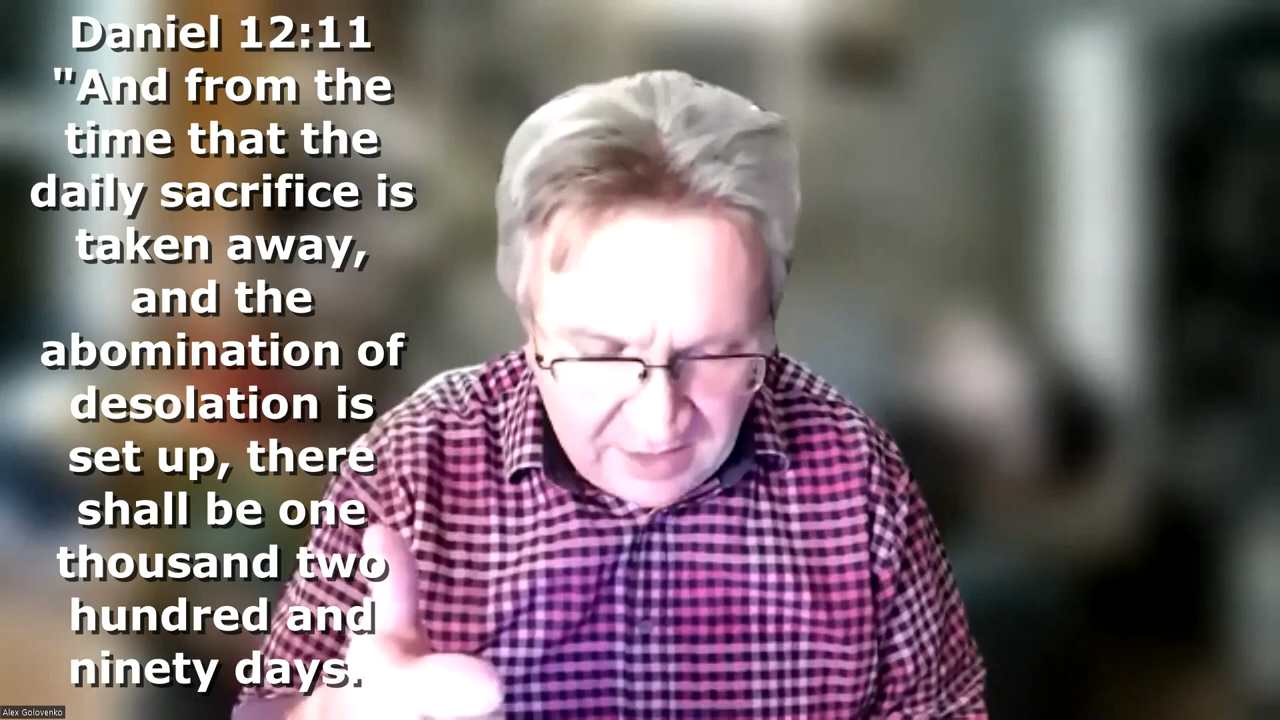 Daniel 12:11
"And from the
time that the
daily sacrifice is
taken away,
and the
abomination of
desolation is
set up, there
shall be one
thousand two
hundred and
ninety days.
Alex Golovenko